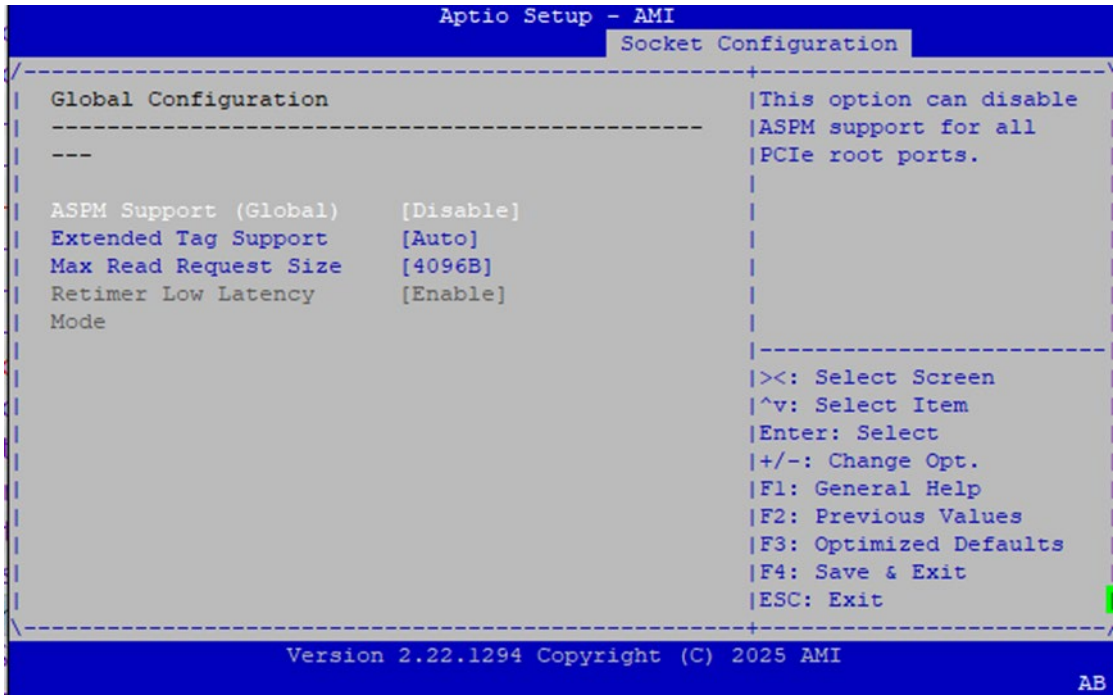 Aptio Setup - AMI
Socket Configuration
Global Configuration
This option can disable
ASPM support for all
PCIe root ports.
ASPM Support (Global) [Disable]
Extended Tag Support [Auto]
Max Read Request Size [4096B]
Retimer Low Latency [Enable]
Mode
><: Select Screen
^v: Select Item
Enter: Select
+/-: Change Opt.
F1: General Help
F2: Previous Values
F3: Optimized Defaults
F4: Save & Exit
ESC: Exit
Version 2.22.1294 Copyright (C) 2025 AMI
AB